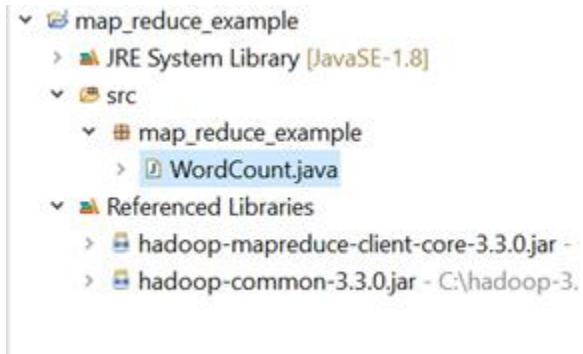 map_reduce_example
JRE System Library [JavaSE-1.8]
src
map_reduce_example
WordCount.java
Referenced Libraries
hadoop-mapreduce-client-core-3.3.0.jar -
hadoop-common-3.3.0.jar - C:\hadoop-3.